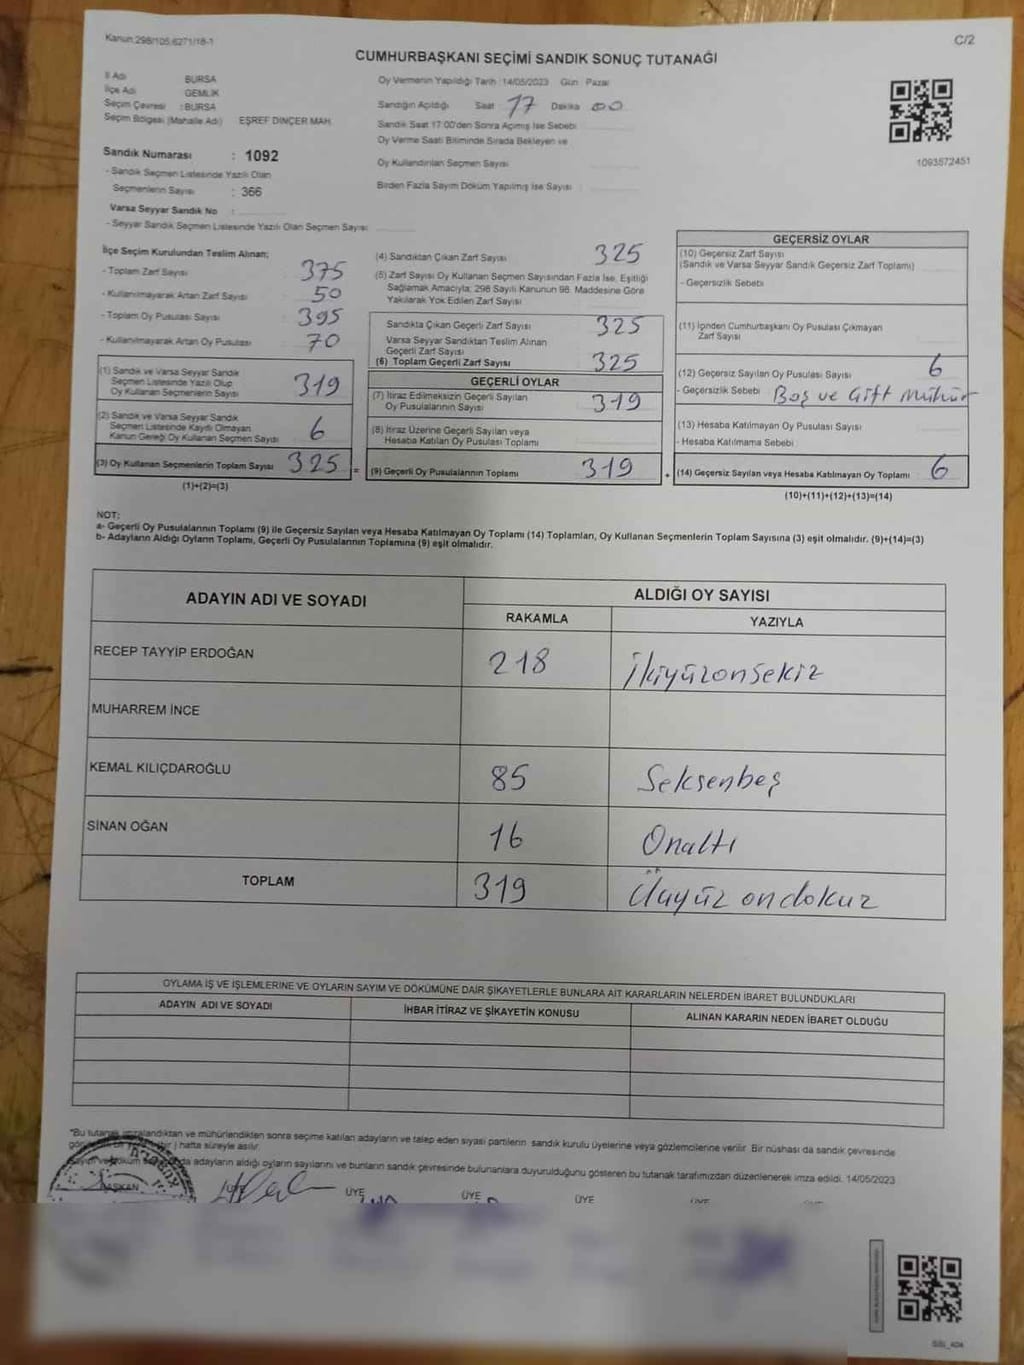 Kanun:298/105,6271/18-1
C/2
CUMHURBAŞKANI SEÇİMİ SANDIK SONUÇ TUTANAĞI
İl Adı BURSA
İlçe Adı GEMLİK
Seçim Çevresi : BURSA
Seçim Bölgesi (Mahalle Adı) EŞREF DİNÇER MAH.
Oy Vermenin Yapıldığı Tarih : 14/05/2023 Gün : Pazar
Sandığın Açıldığı Saat : 17 Dakika 00
Sandık Saat 17:00'den Sonra Açılmış İse Sebebi
Oy Verme Saati Bitiminde Sırada Bekleyen ve
Oy Kullandırılan Seçmen Sayısı
Birden Fazla Sayım Döküm Yapılmış İse Sayısı :
1093572451
Sandık Numarası : 1092
- Sandık Seçmen Listesinde Yazılı Olan
Seçmenlerin Sayısı : 366
Varsa Seyyar Sandık No :
- Seyyar Sandık Seçmen Listesinde Yazılı Olan Seçmen Sayısı
İlçe Seçim Kurulundan Teslim Alınan;
- Toplam Zarf Sayısı 375
- Kullanılmayarak Artan Zarf Sayısı 50
- Toplam Oy Pusulası Sayısı 395
- Kullanılmayarak Artan Oy Pusulası 70
(1) Sandık ve Varsa Seyyar Sandık
Seçmen Listesinde Yazılı Olup
Oy Kullanan Seçmenlerin Sayısı 319
(2) Sandık ve Varsa Seyyar Sandık
Seçmen Listesinde Kayıtlı Olmayan
Kanun Gereği Oy Kullanan Seçmen Sayısı 6
(3) Oy Kullanan Seçmenlerin Toplam Sayısı 325 =
(1)+(2)=(3)
(4) Sandıktan Çıkan Zarf Sayısı 325
(5) Zarf Sayısı Oy Kullanan Seçmen Sayısından Fazla İse, Eşitliği
Sağlamak Amacıyla; 298 Sayılı Kanunun 98. Maddesine Göre
Yakılarak Yok Edilen Zarf Sayısı
Sandıkta Çıkan Geçerli Zarf Sayısı 325
Varsa Seyyar Sandıktan Teslim Alınan
Geçerli Zarf Sayısı
(6) Toplam Geçerli Zarf Sayısı 325
GEÇERLİ OYLAR
(7) İtiraz Edilmeksizin Geçerli Sayılan
Oy Pusulalarının Sayısı 319
(8) İtiraz Üzerine Geçerli Sayılan veya
Hesaba Katılan Oy Pusulası Toplamı
(9) Geçerli Oy Pusulalarının Toplamı 319 +
GEÇERSİZ OYLAR
(10) Geçersiz Zarf Sayısı
(Sandık ve Varsa Seyyar Sandık Geçersiz Zarf Toplamı)
- Geçersizlik Sebebi
(11) İçinden Cumhurbaşkanı Oy Pusulası Çıkmayan
Zarf Sayısı
(12) Geçersiz Sayılan Oy Pusulası Sayısı 6
- Geçersizlik Sebebi : Boş ve Çift Mühür
(13) Hesaba Katılmayan Oy Pusulası Sayısı
- Hesaba Katılmama Sebebi
(14) Geçersiz Sayılan veya Hesaba Katılmayan Oy Toplamı 6
(10)+(11)+(12)+(13)=(14)
NOT:
a- Geçerli Oy Pusulalarının Toplamı (9) ile Geçersiz Sayılan veya Hesaba Katılmayan Oy Toplamı (14) Toplamları, Oy Kullanan Seçmenlerin Toplam Sayısına (3) eşit olmalıdır. (9)+(14)=(3)
b- Adayların Aldığı Oyların Toplamı, Geçerli Oy Pusulalarının Toplamına (9) eşit olmalıdır.
ADAYIN ADI VE SOYADI
ALDIĞI OY SAYISI
RAKAMLA YAZIYLA
RECEP TAYYİP ERDOĞAN 218 İkiyüzonsekiz
MUHARREM İNCE
KEMAL KILIÇDAROĞLU 85 Seksenbeş
SİNAN OĞAN 16 Onaltı
TOPLAM 319 Üçyüz ondokuz
OYLAMA İŞ VE İŞLEMLERİNE VE OYLARIN SAYIM VE DÖKÜMÜNE DAİR ŞİKAYETLERLE BUNLARA AİT KARARLARIN NELERDEN İBARET BULUNDUKLARI
ADAYIN ADI VE SOYADI İHBAR İTİRAZ VE ŞİKAYETİN KONUSU ALINAN KARARIN NEDEN İBARET OLDUĞU
*Bu tutanak imzalandıktan ve mühürlendikten sonra seçime katılan adayların ve talep eden siyasi partilerin sandık kurulu üyelerine veya gözlemcilerine verilir. Bir nüshası da sandık çevresinde
hafta süreyle asılır.
adayların aldığı oyların sayılarını ve bunların sandık çevresinde bulunanlara duyurulduğunu gösteren bu tutanak tarafımızdan düzenlenerek imza edildi. 14/05/2023
BAŞKAN ÜYE ÜYE ÜYE ÜYE